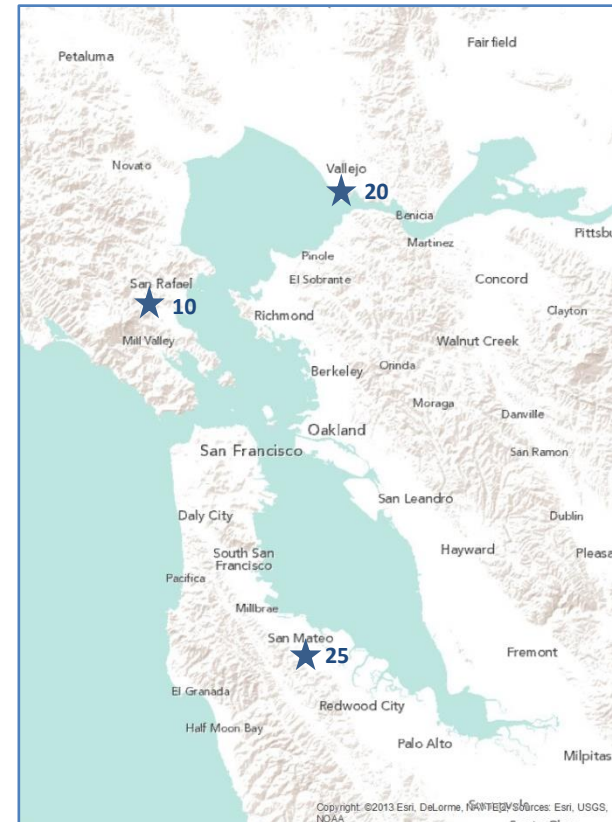 Fairfield
Petaluma
Novato
Vallejo
20
Benicia
Martinez
Pinole
El Sobrante
Concord
San Rafael
10
Richmond
Clayton
Mill Valley
Walnut Creek
Berkeley
Orinda
Moraga
Danville
Oakland
San Francisco
San Ramon
San Leandro
Daly City
Dublin
South San
Francisco
Hayward
Pleasa
Pacifica
Millbrae
San Mateo
25
Fremont
El Granada
Redwood City
Half Moon Bay
Palo Alto
Milpitas
Copyright: ©2013 Esri, DeLorme, Sources: Esri, USGS,
NOAA